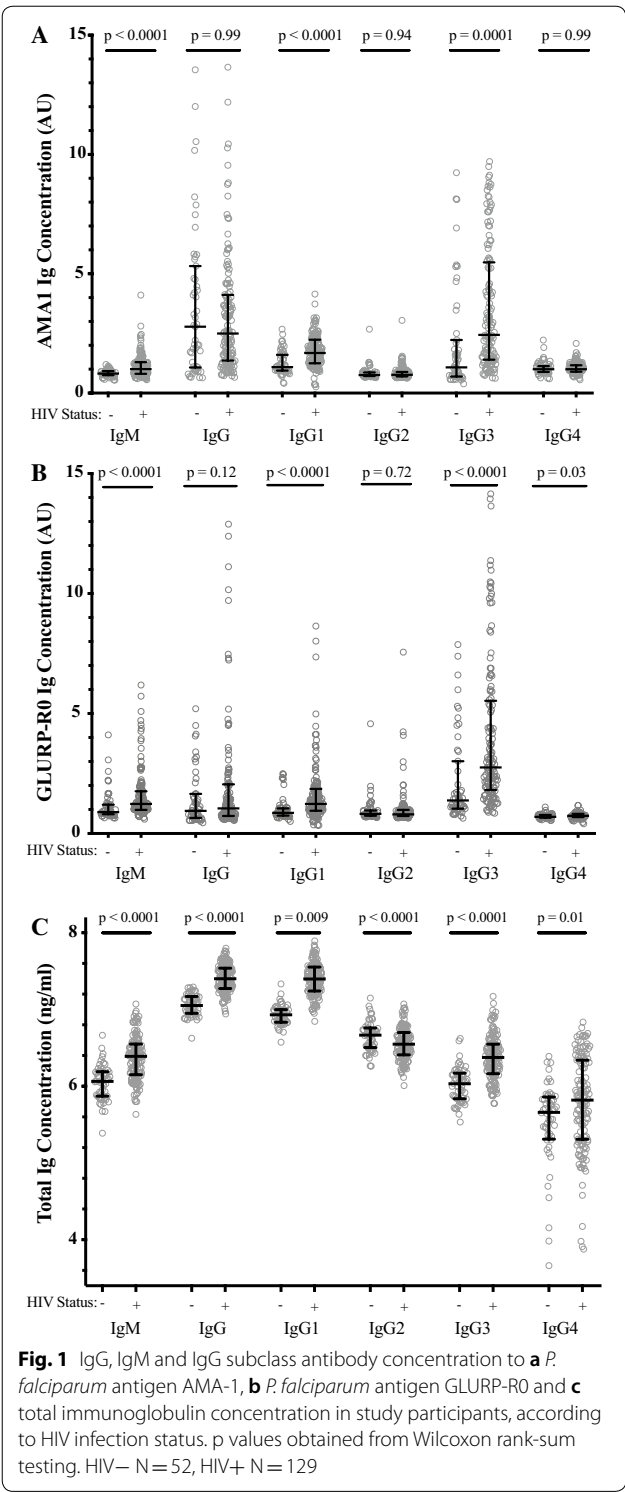 A
p < 0.0001 p = 0.99 p < 0.0001 p = 0.94 p = 0.0001 p = 0.99
AMA1 Ig Concentration (AU)
15
10
5
0
HIV Status: - + - + - + - + - + - +
IgM IgG IgG1 IgG2 IgG3 IgG4
B
p < 0.0001 p = 0.12 p < 0.0001 p = 0.72 p < 0.0001 p = 0.03
GLURP-R0 Ig Concentration (AU)
15
10
5
0
HIV Status: - + - + - + - + - + - +
IgM IgG IgG1 IgG2 IgG3 IgG4
C
p < 0.0001 p < 0.0001 p = 0.009 p < 0.0001 p < 0.0001 p = 0.01
Total Ig Concentration (ng/ml)
8
6
4
HIV Status: - + - + - + - + - + - +
IgM IgG IgG1 IgG2 IgG3 IgG4
Fig. 1 IgG, IgM and IgG subclass antibody concentration to a P.
falciparum antigen AMA-1, b P. falciparum antigen GLURP-R0 and c
total immunoglobulin concentration in study participants, according
to HIV infection status. p values obtained from Wilcoxon rank-sum
testing. HIV− N = 52, HIV+ N = 129